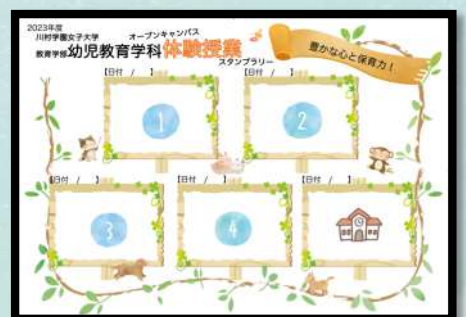 2023年度
川村学園女子大学 オープンキャンパス
教育学部幼児教育学科体験授業
スタンプラリー
豊かな心と保育力！
【日付 / 】
【日付 / 】
1
2
【日付 / 】
【日付 / 】
【日付 / 】
3
4